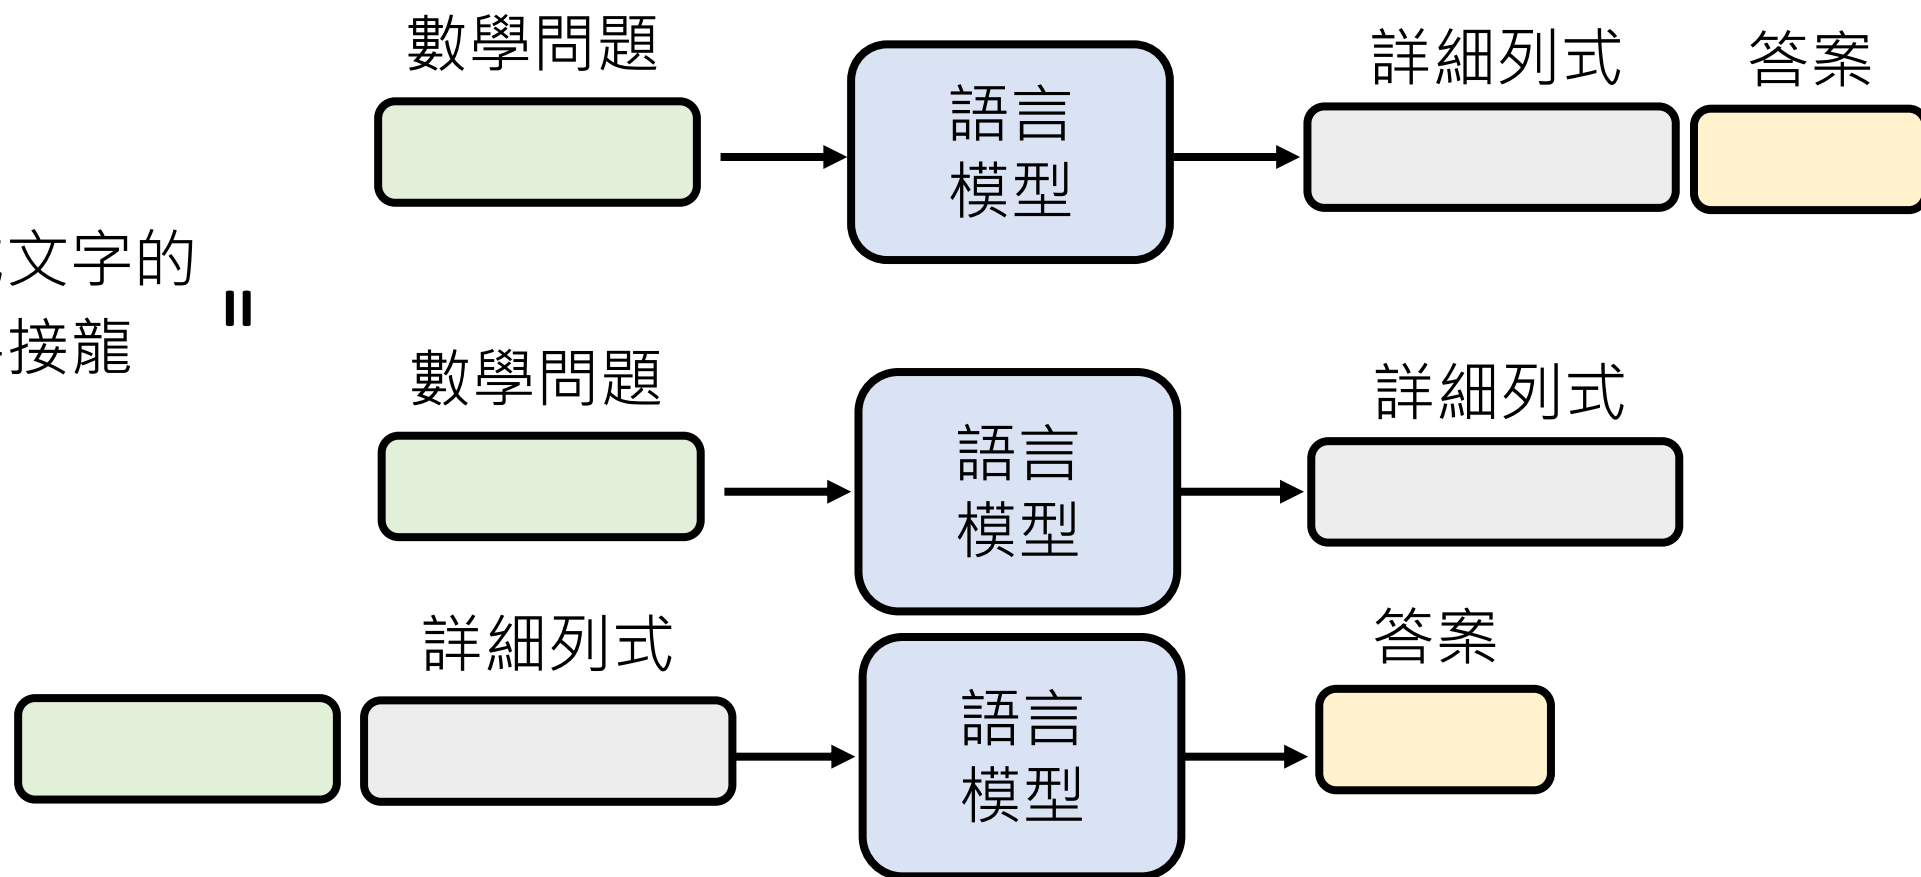 數學問題
語言
模型
詳細列式
答案
文字的
接龍
=
數學問題
語言
模型
詳細列式
詳細列式
語言
模型
答案